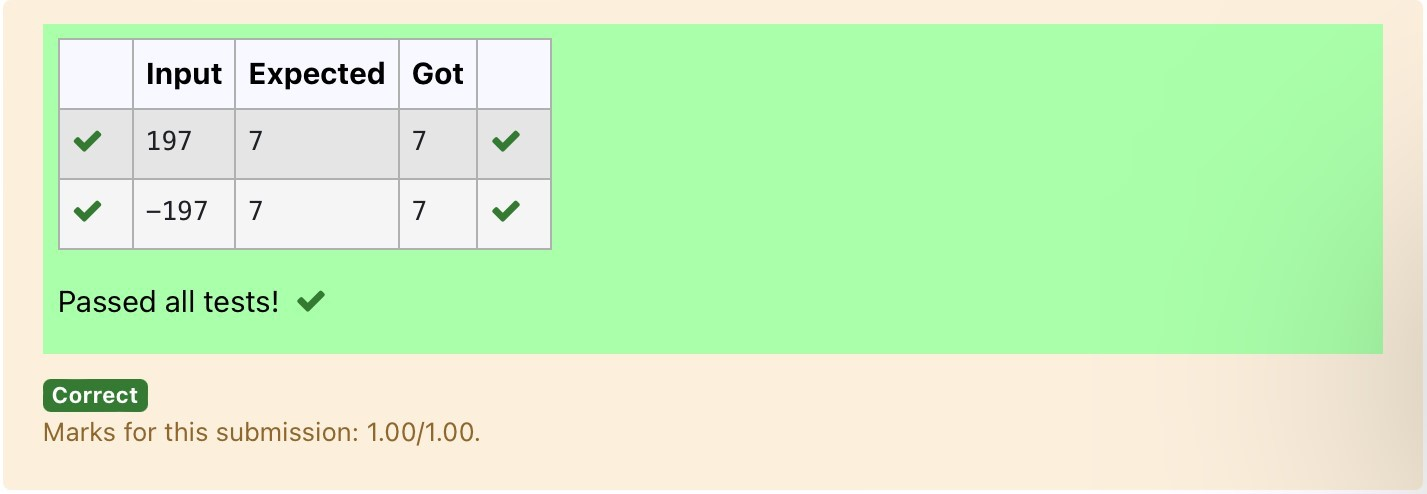 Input Expected Got
197 7 7
-197 7 7
Passed all tests!
Correct
Marks for this submission: 1.00/1.00.